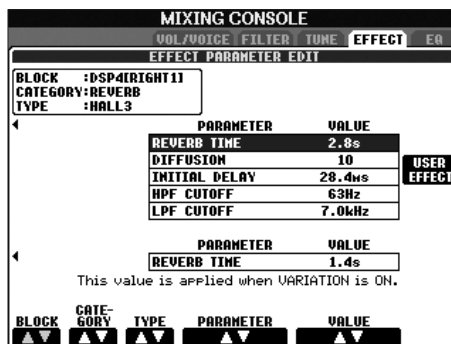 MIXING CONSOLE
VOL/VOICE FILTER TUNE EFFECT EQ
EFFECT PARAMETER EDIT
BLOCK :DSP4[RIGHT1]
CATEGORY:REVERB
TYPE :HALL3
PARAMETER VALUE
REVERB TIME 2.8s
DIFFUSION 10
INITIAL DELAY 28.4ms
HPF CUTOFF 63Hz
LPF CUTOFF 7.0kHz
USER
EFFECT
PARAMETER VALUE
REVERB TIME 1.4s
This value is applied when VARIATION is ON.
BLOCK CATE-
GORY TYPE PARAMETER VALUE